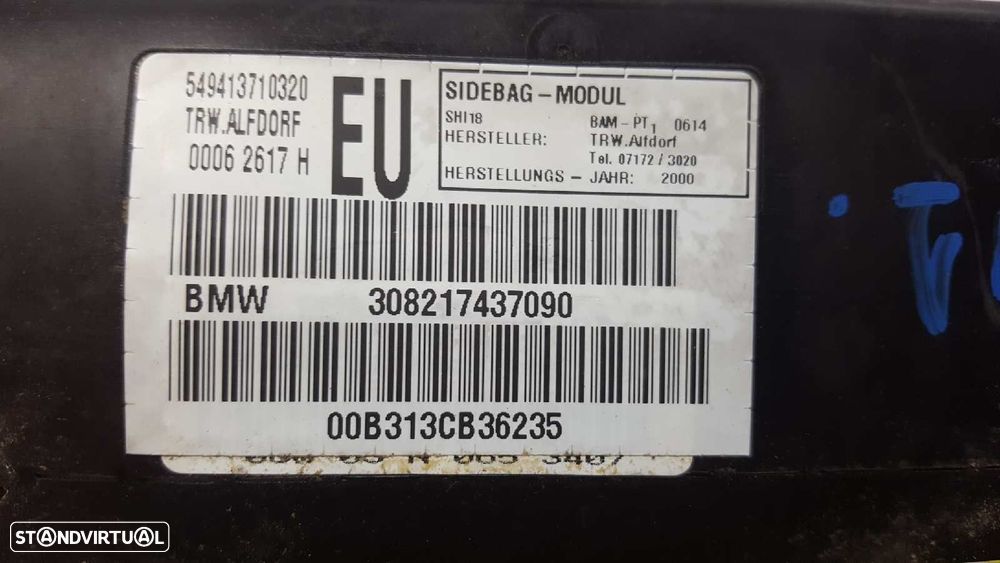 549413710320
TRW.ALFDORF
0006 2617 H
EU
SIDEBAG-MODUL
SHI18 BAM-PT1 0614
HERSTELLER: TRW.Alfdorf
Tel. 07172 / 3020
HERSTELLUNGS - JAHR: 2000
BMW 308217437090
00B313CB36235
STANDVIRTUAL